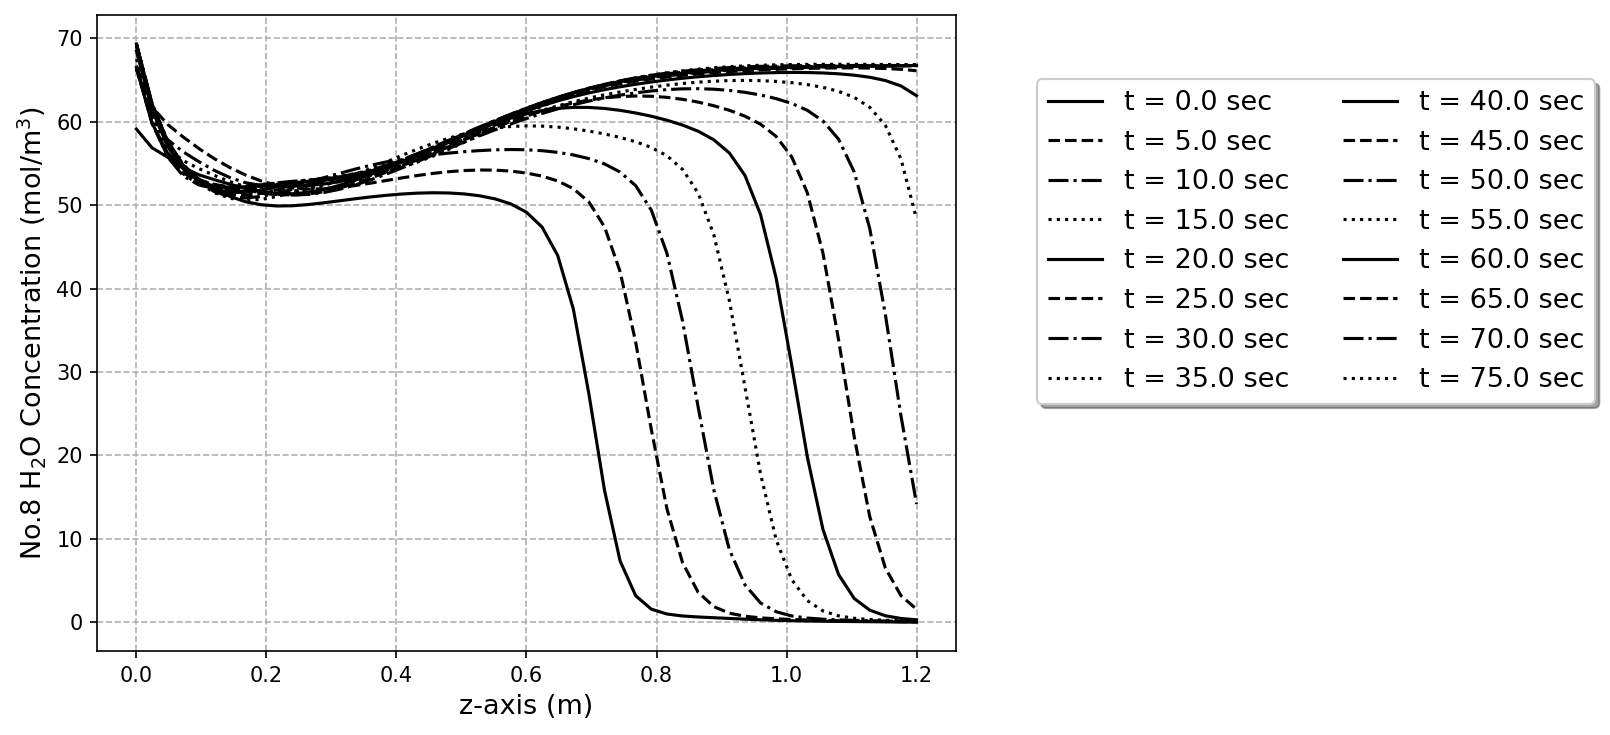 70
60
50
40
30
20
10
0
No.8 H₂O Concentration (mol/m³)
0.0 0.2 0.4 0.6 0.8 1.0 1.2
z-axis (m)
t = 0.0 sec
t = 5.0 sec
t = 10.0 sec
t = 15.0 sec
t = 20.0 sec
t = 25.0 sec
t = 30.0 sec
t = 35.0 sec
t = 40.0 sec
t = 45.0 sec
t = 50.0 sec
t = 55.0 sec
t = 60.0 sec
t = 65.0 sec
t = 70.0 sec
t = 75.0 sec